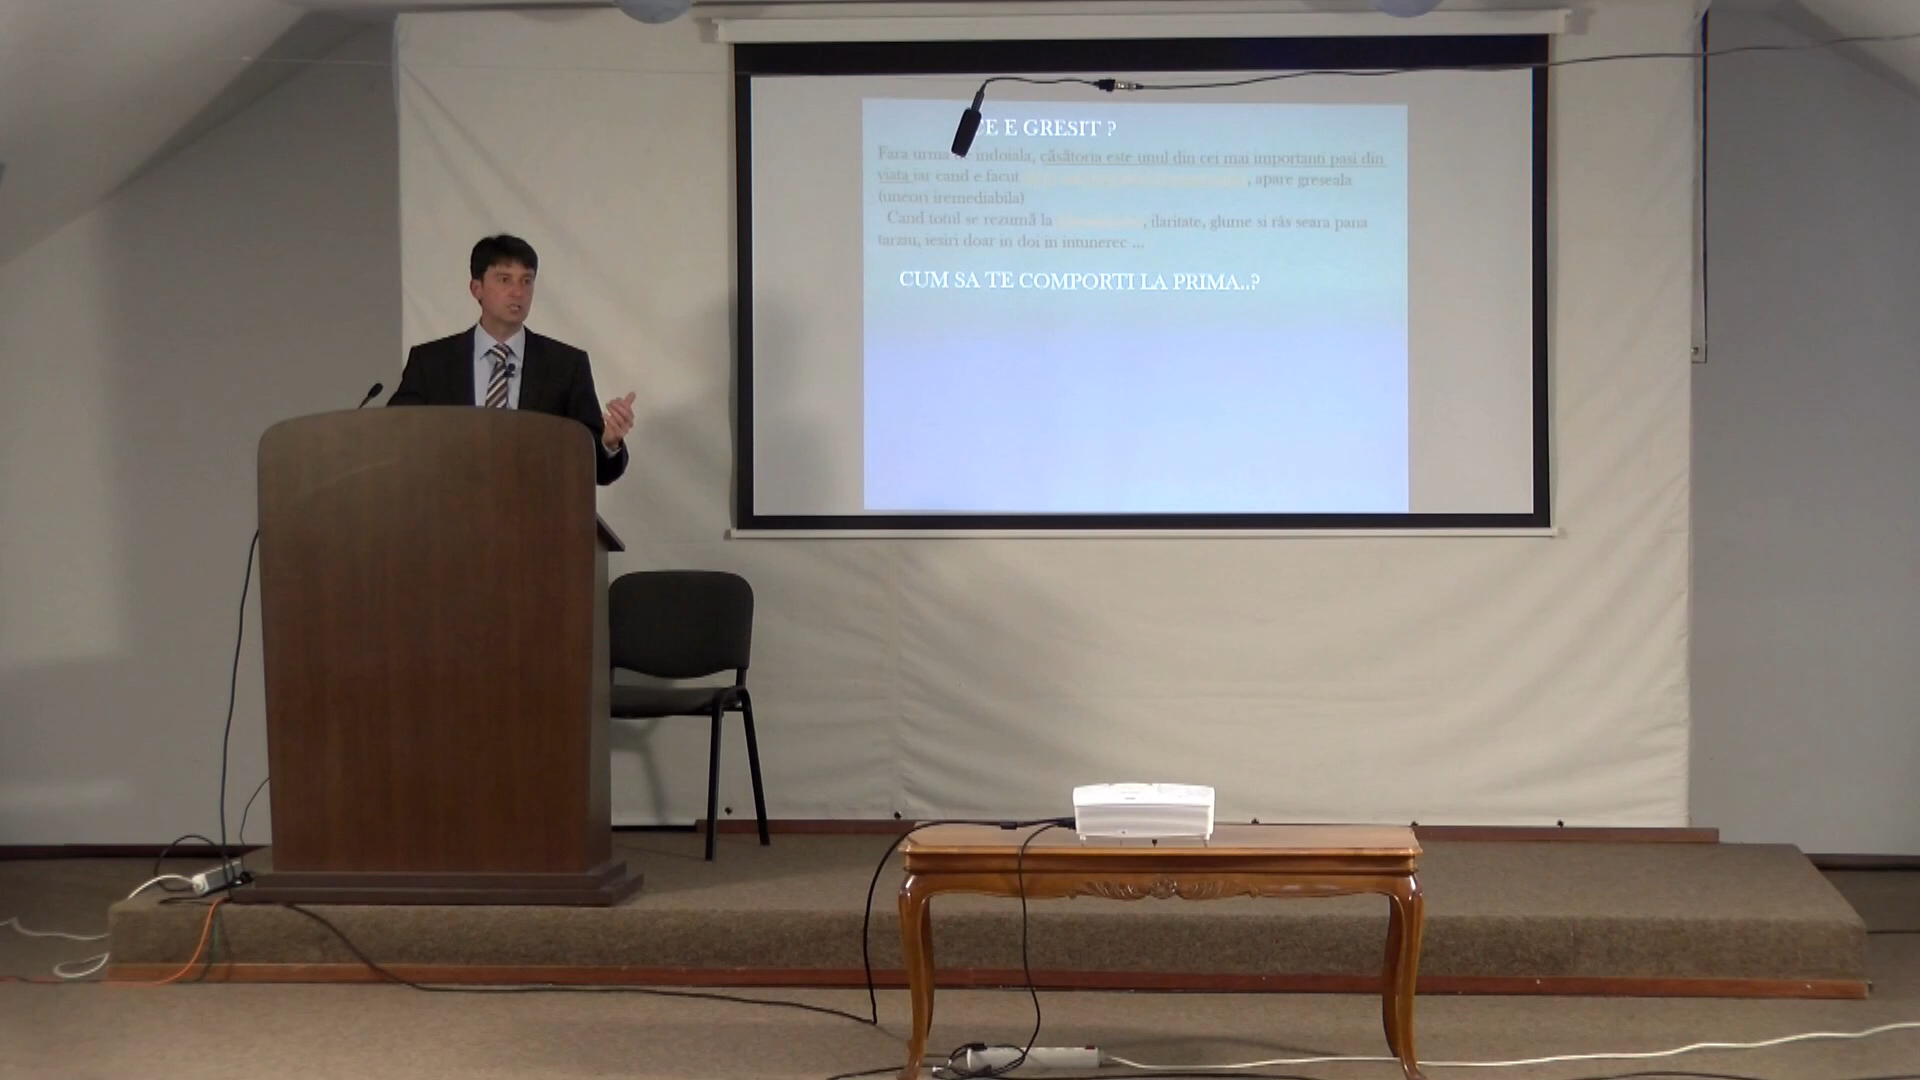 CE E GRESIT ?
Fara urma de indoiala, căsătoria este unul din cei mai importanti pasi din
viata iar cand e facut , apare greseala
(uneori iremediabila)
Cand totul se rezumă la , ilaritate, glume si râs seara pana
tarziu, iesiri doar in doi in intunerec ...
CUM SA TE COMPORTI LA PRIMA..?